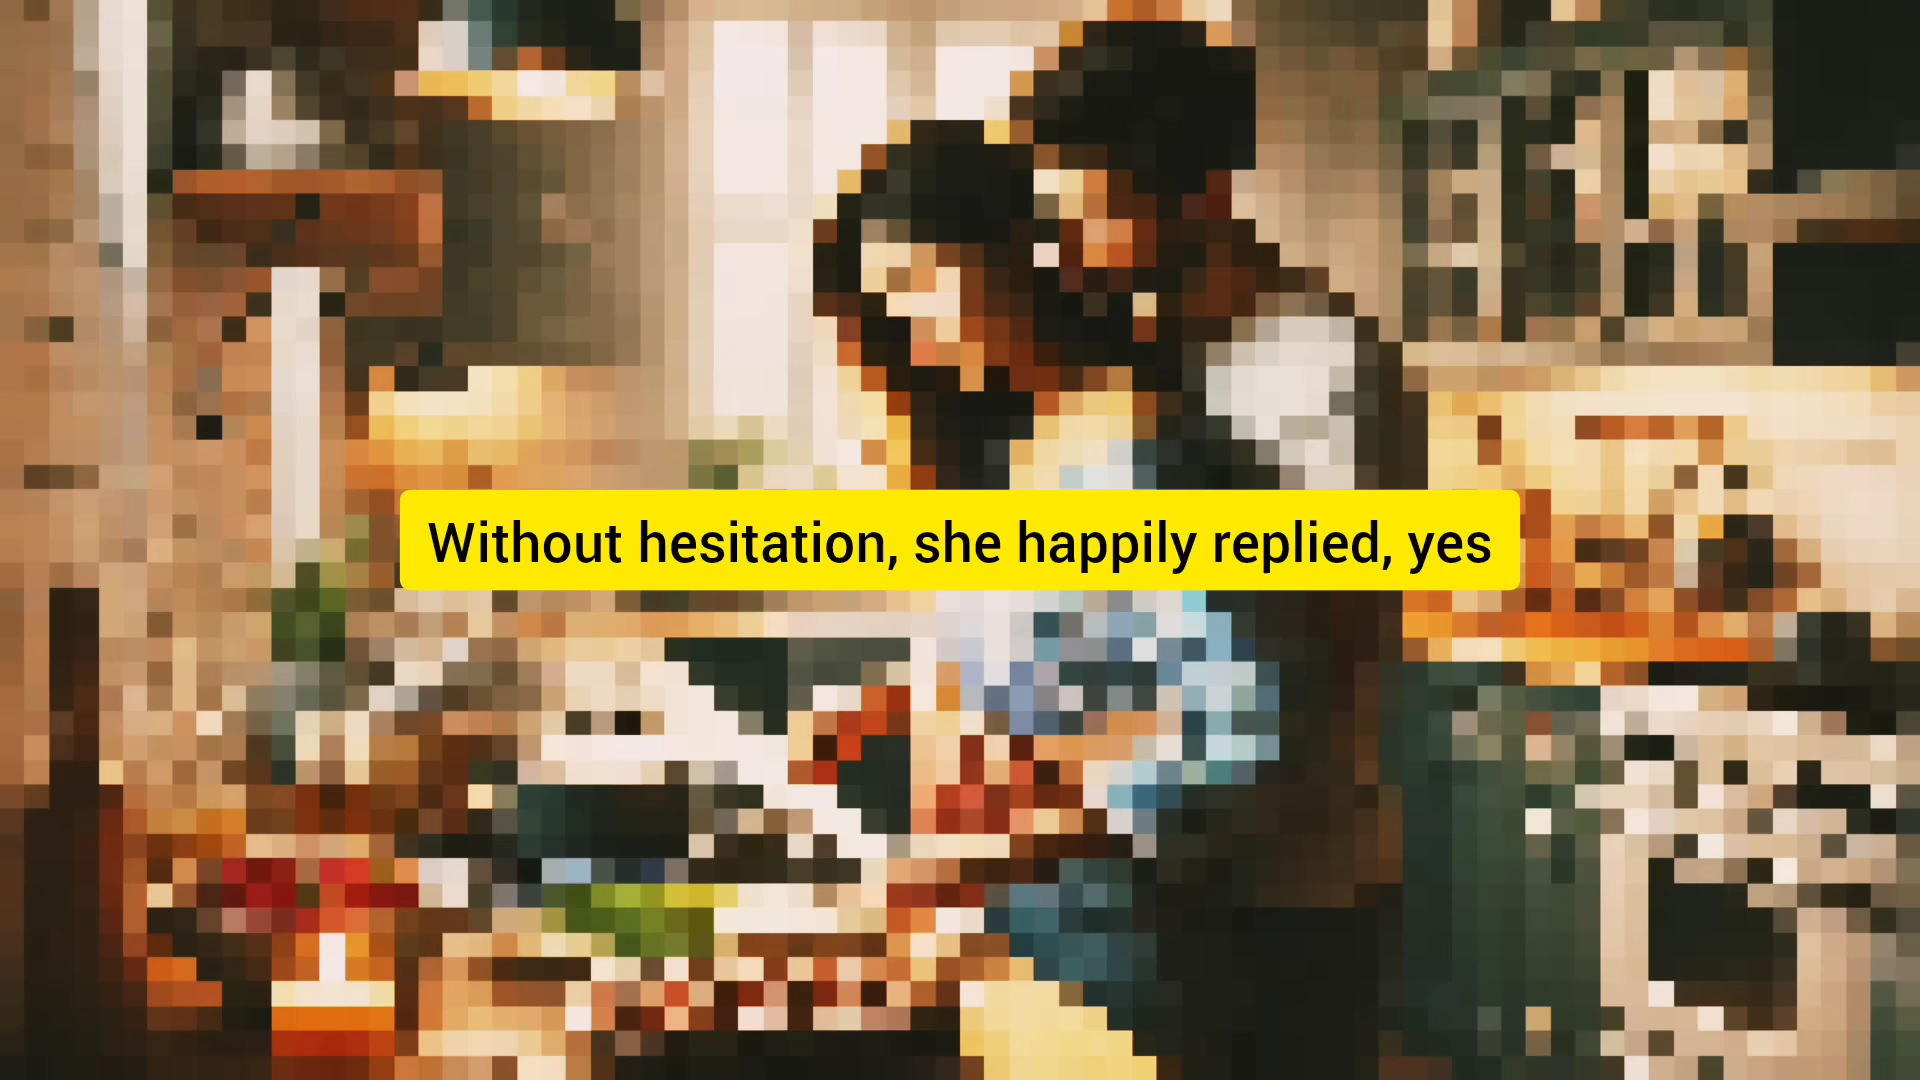 Without hesitation, she happily replied, yes